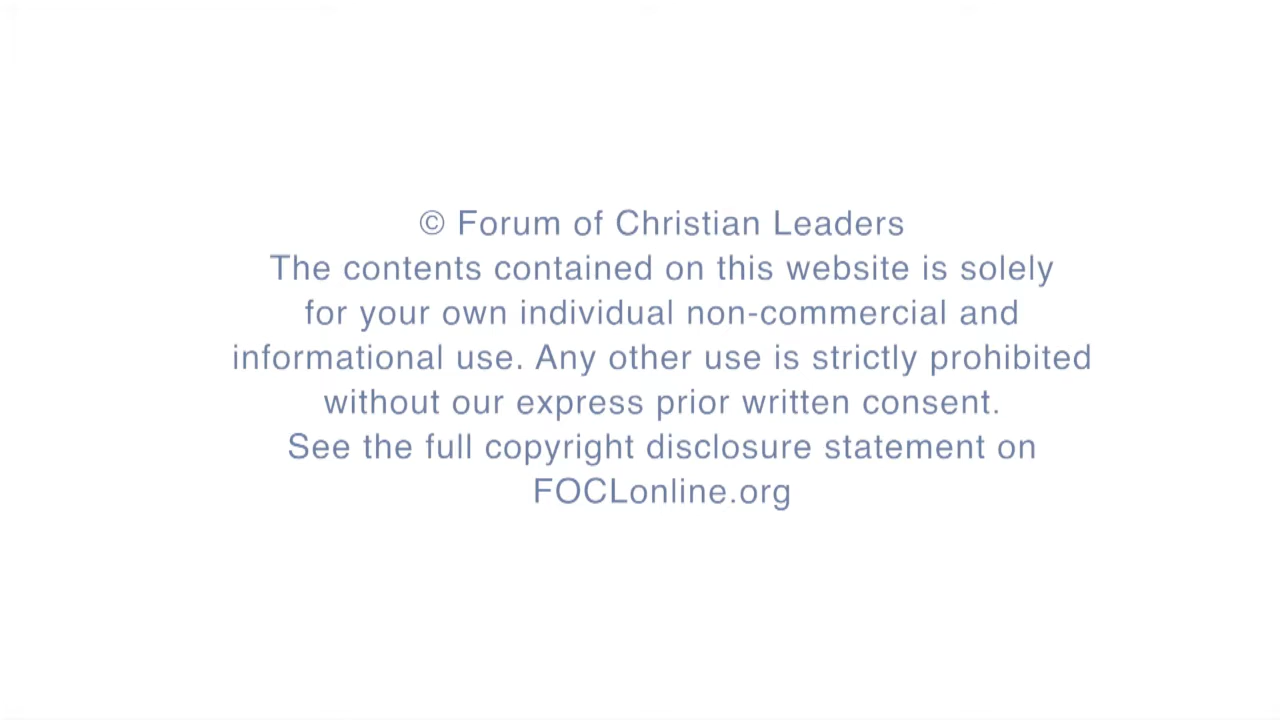 © Forum of Christian Leaders
The contents contained on this website is solely
for your own individual non-commercial and
informational use. Any other use is strictly prohibited
without our express prior written consent.
See the full copyright disclosure statement on
FOCLonline.org